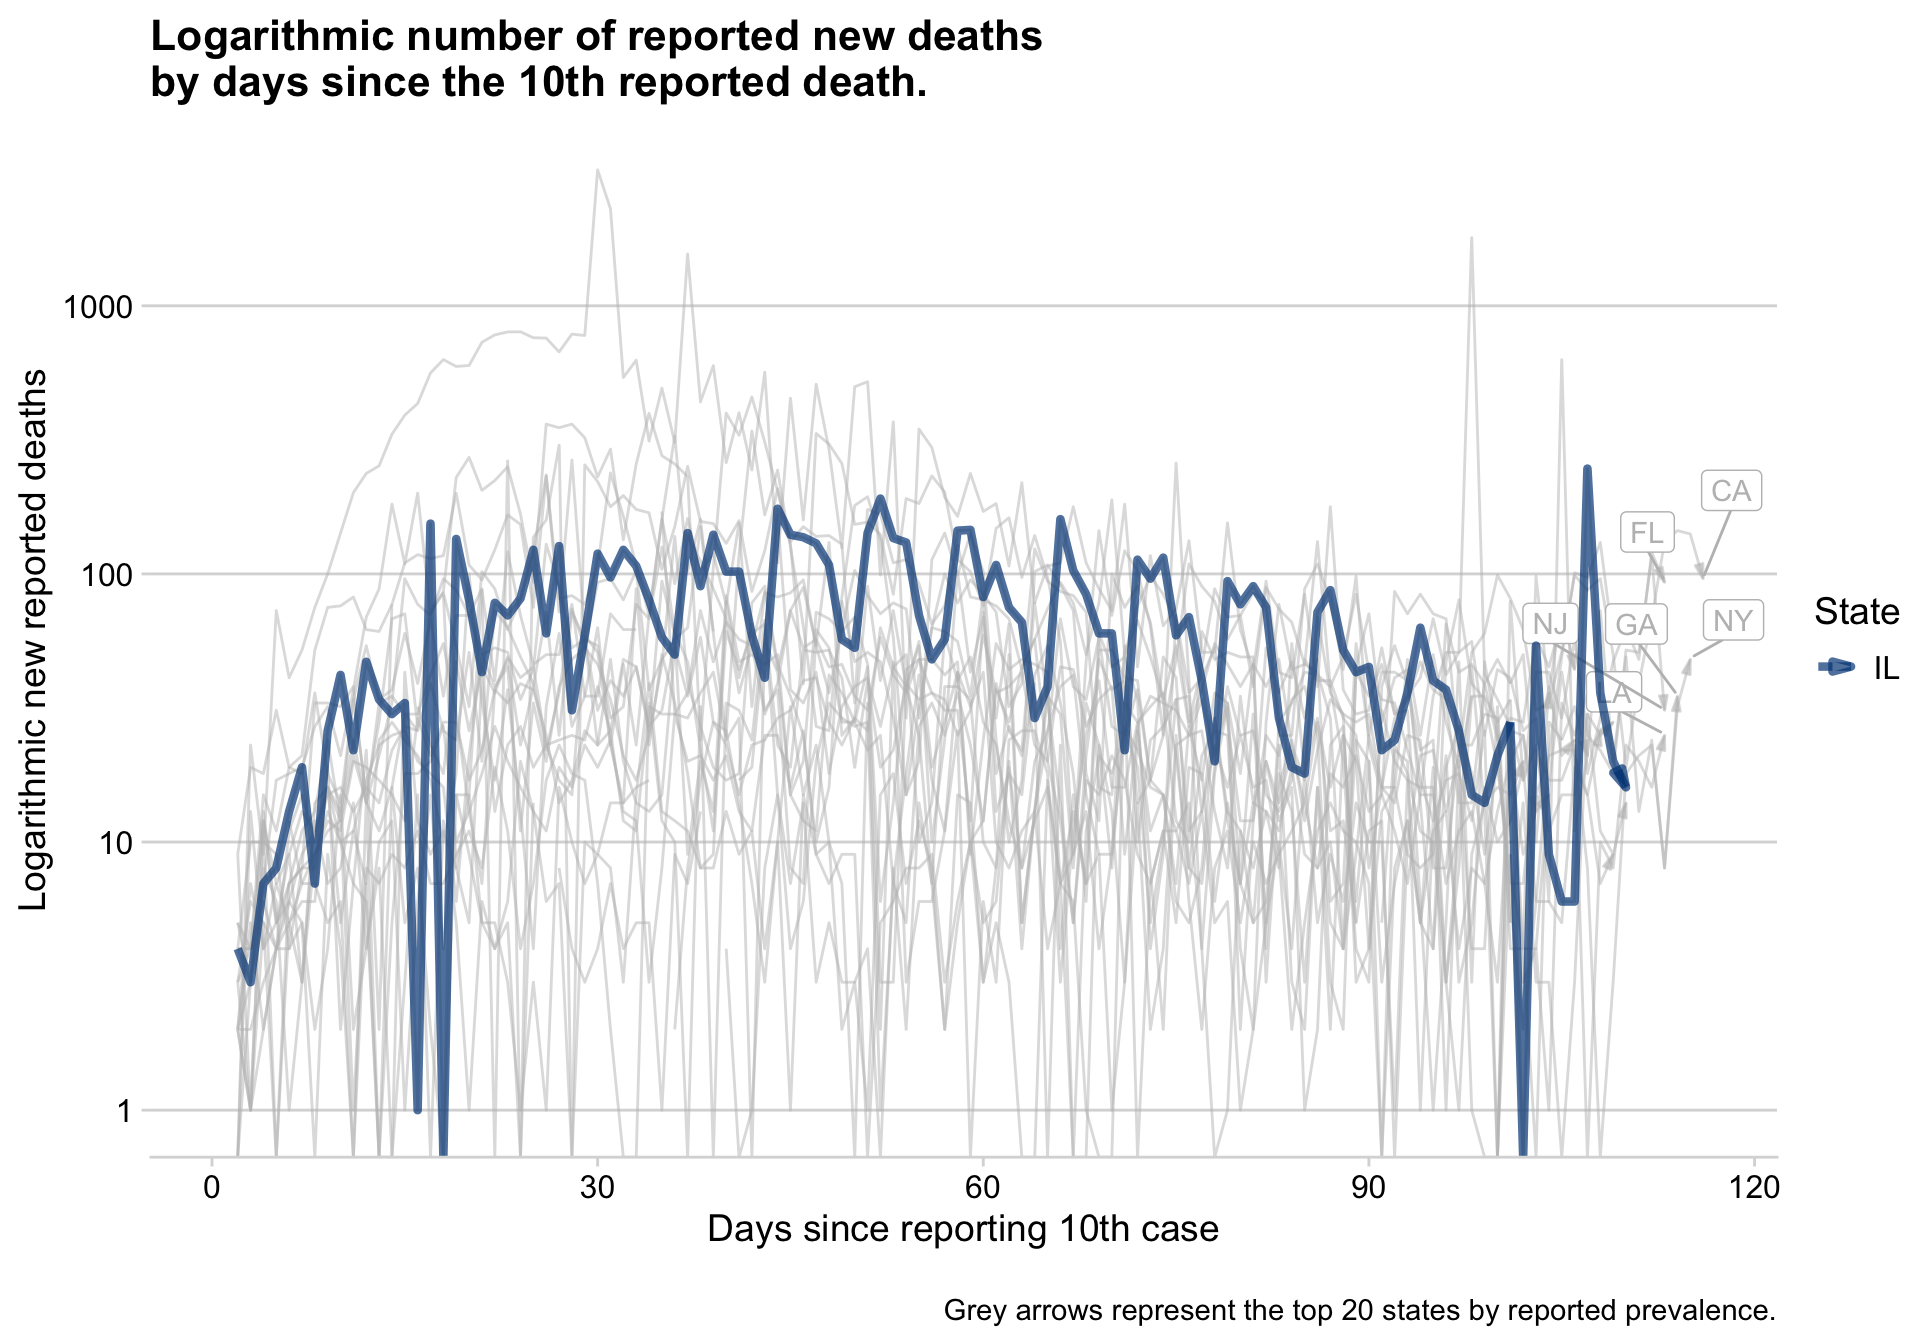 Logarithmic number of reported new deaths
by days since the 10th reported death.
Logarithmic new reported deaths
1000
100
10
1
CA
FL
NJ
GA
NY
LA
State
IL
0
30
60
90
120
Days since reporting 10th case
Grey arrows represent the top 20 states by reported prevalence.